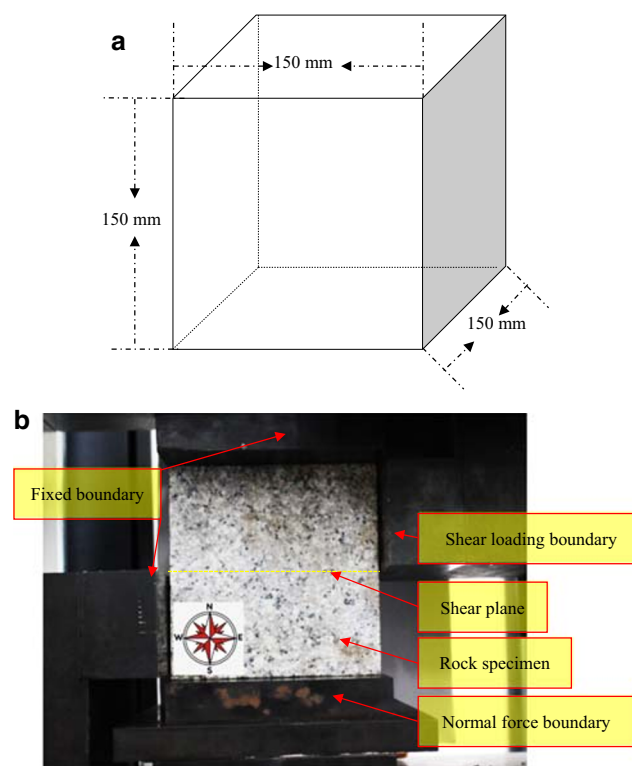 a
150 mm
150 mm
150 mm
b
Fixed boundary
Shear loading boundary
Shear plane
Rock specimen
Normal force boundary
N
W
E
S